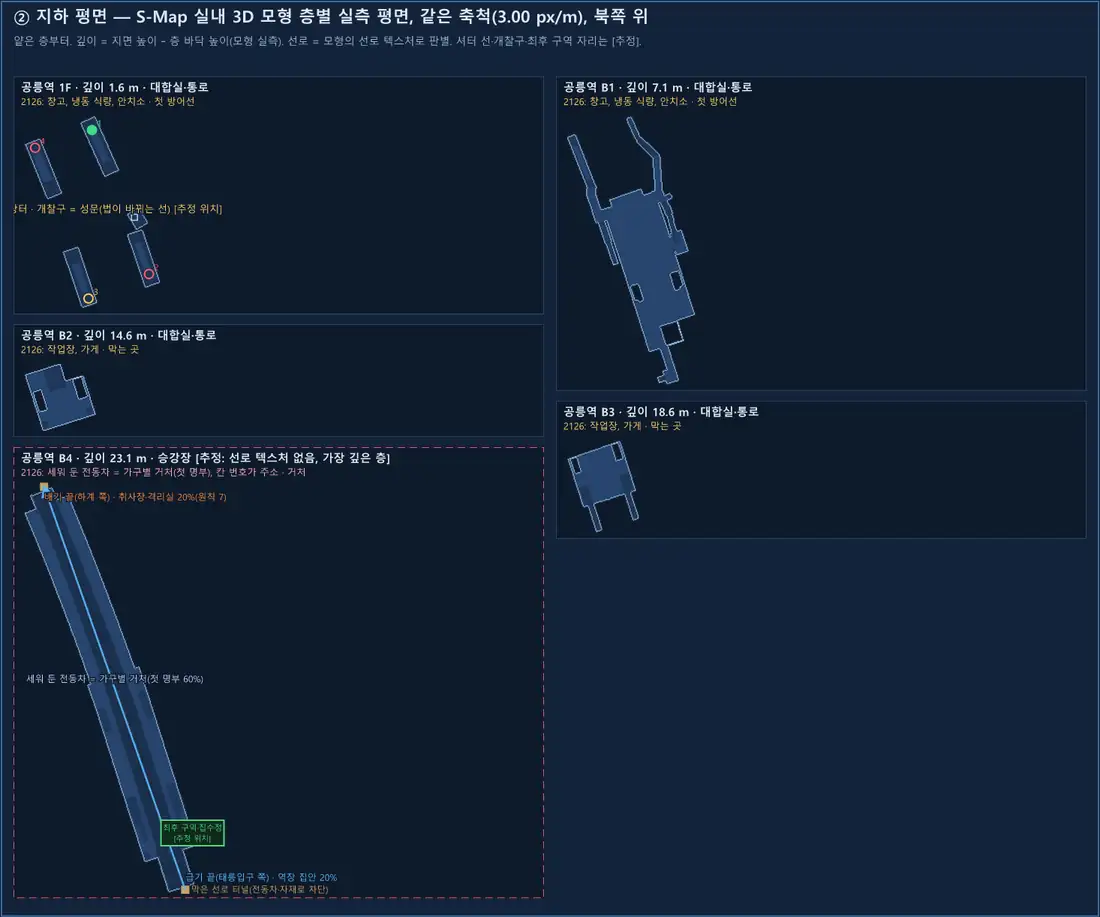 ② 지하 평면 — S-Map 실내 3D 모형 층별 실측 평면, 같은 축척(3.00 px/m), 북쪽 위
얕은 층부터. 깊이 = 지면 높이 − 층 바닥 높이(모형 실측). 선로 = 모형의 선로 텍스처로 판별. 셔터 선·개찰구·최후 구역 자리는 [추정].
공릉역 1F · 깊이 1.6 m · 대합실·통로
2126: 창고, 냉동 식량, 안치소 · 첫 방어선
4
1
· 개찰구 = 성문(법이 바뀌는 선) [추정 위치]
2
3
공릉역 B1 · 깊이 7.1 m · 대합실·통로
2126: 창고, 냉동 식량, 안치소 · 첫 방어선
공릉역 B2 · 깊이 14.6 m · 대합실·통로
2126: 작업장, 가게 · 막는 곳
공릉역 B3 · 깊이 18.6 m · 대합실·통로
2126: 작업장, 가게 · 막는 곳
공릉역 B4 · 깊이 23.1 m · 승강장 [추정: 선로 텍스처 없음, 가장 깊은 층]
2126: 세워 둔 전동차 = 가구별 거처(첫 명부), 칸 번호가 주소 · 거처
배기 끝(하계 쪽) · 취사장·격리실 20%(원칙 7)
세워 둔 전동차 = 가구별 거처(첫 명부 60%)
최후 구역·집수정
[추정 위치]
급기 끝(태릉입구 쪽) · 역장 집안 20%
막은 선로 터널(전동차·자재로 차단)